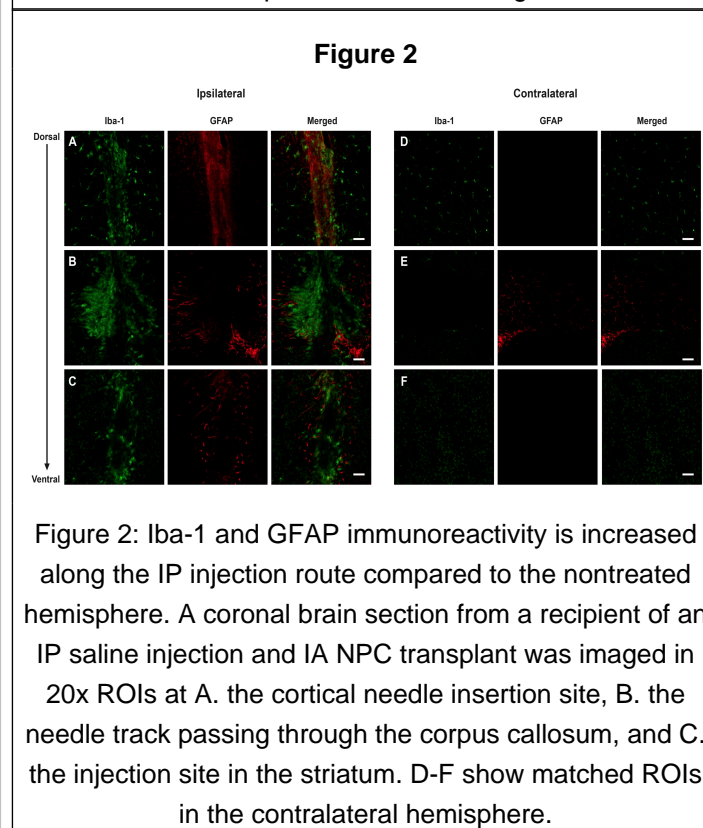 Figure 2
Ipsilateral
Contralateral
Iba-1 GFAP Merged Iba-1 GFAP Merged
Dorsal
A
D
B
E
C
F
Ventral
Figure 2: Iba-1 and GFAP immunoreactivity is increased
along the IP injection route compared to the nontreated
hemisphere. A coronal brain section from a recipient of an
IP saline injection and IA NPC transplant was imaged in
20x ROIs at A. the cortical needle insertion site, B. the
needle track passing through the corpus callosum, and C.
the injection site in the striatum. D-F show matched ROIs
in the contralateral hemisphere.